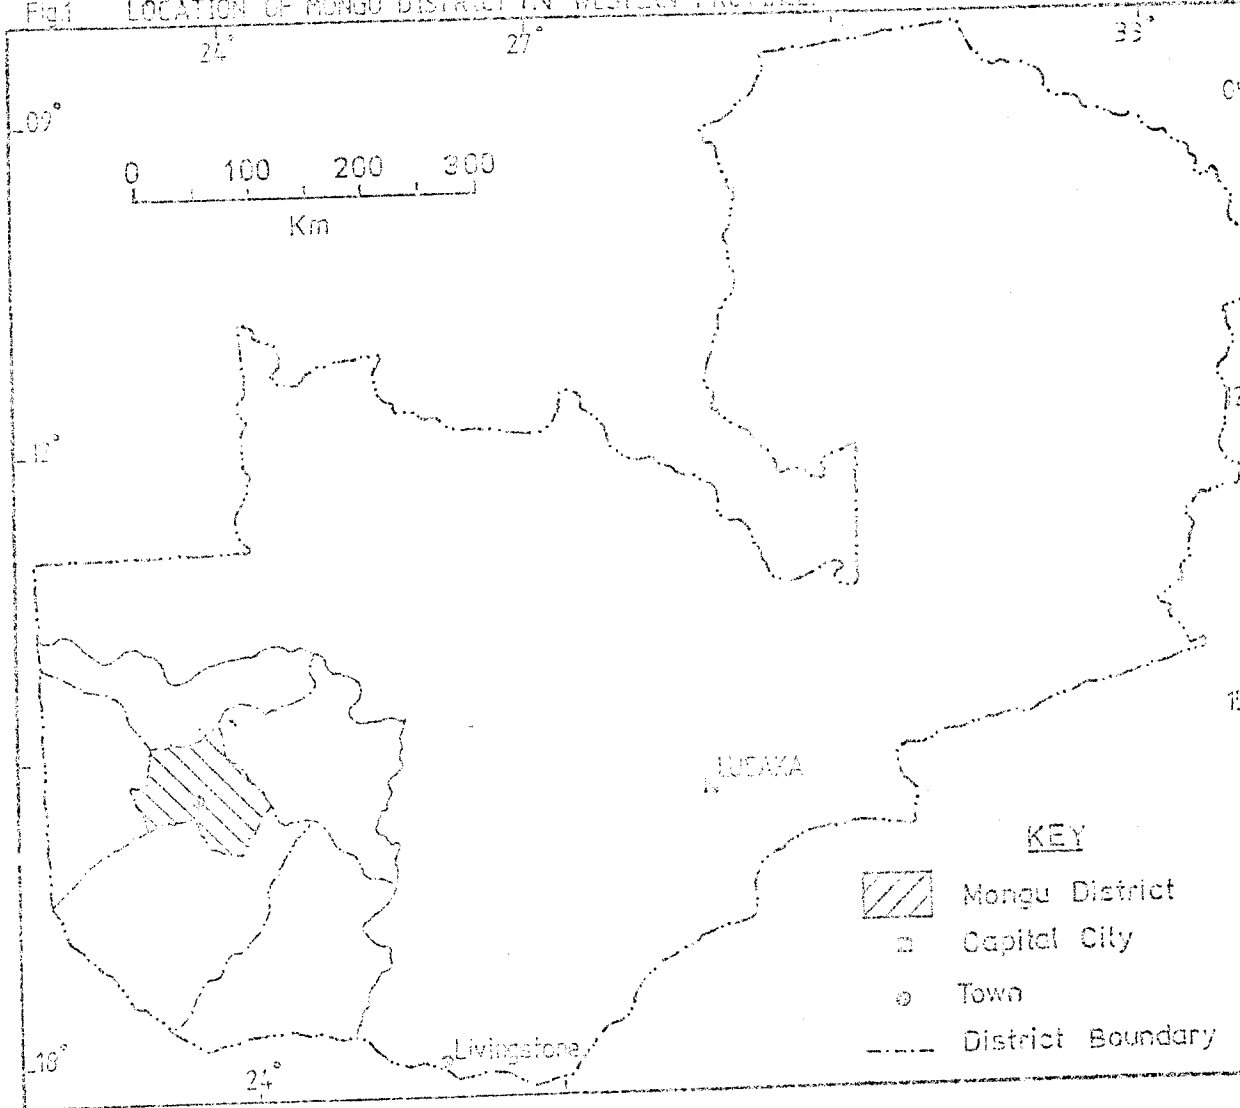 Fig.1 LOCATION OF MONGU DISTRICT IN WESTERN PROVINCE.
24° 27° 33°
09°
0 100 200 300
Km
12°
LUSAKA
KEY
Mongu District
Capital City
Town
District Boundary
Livingstone
18°
24°